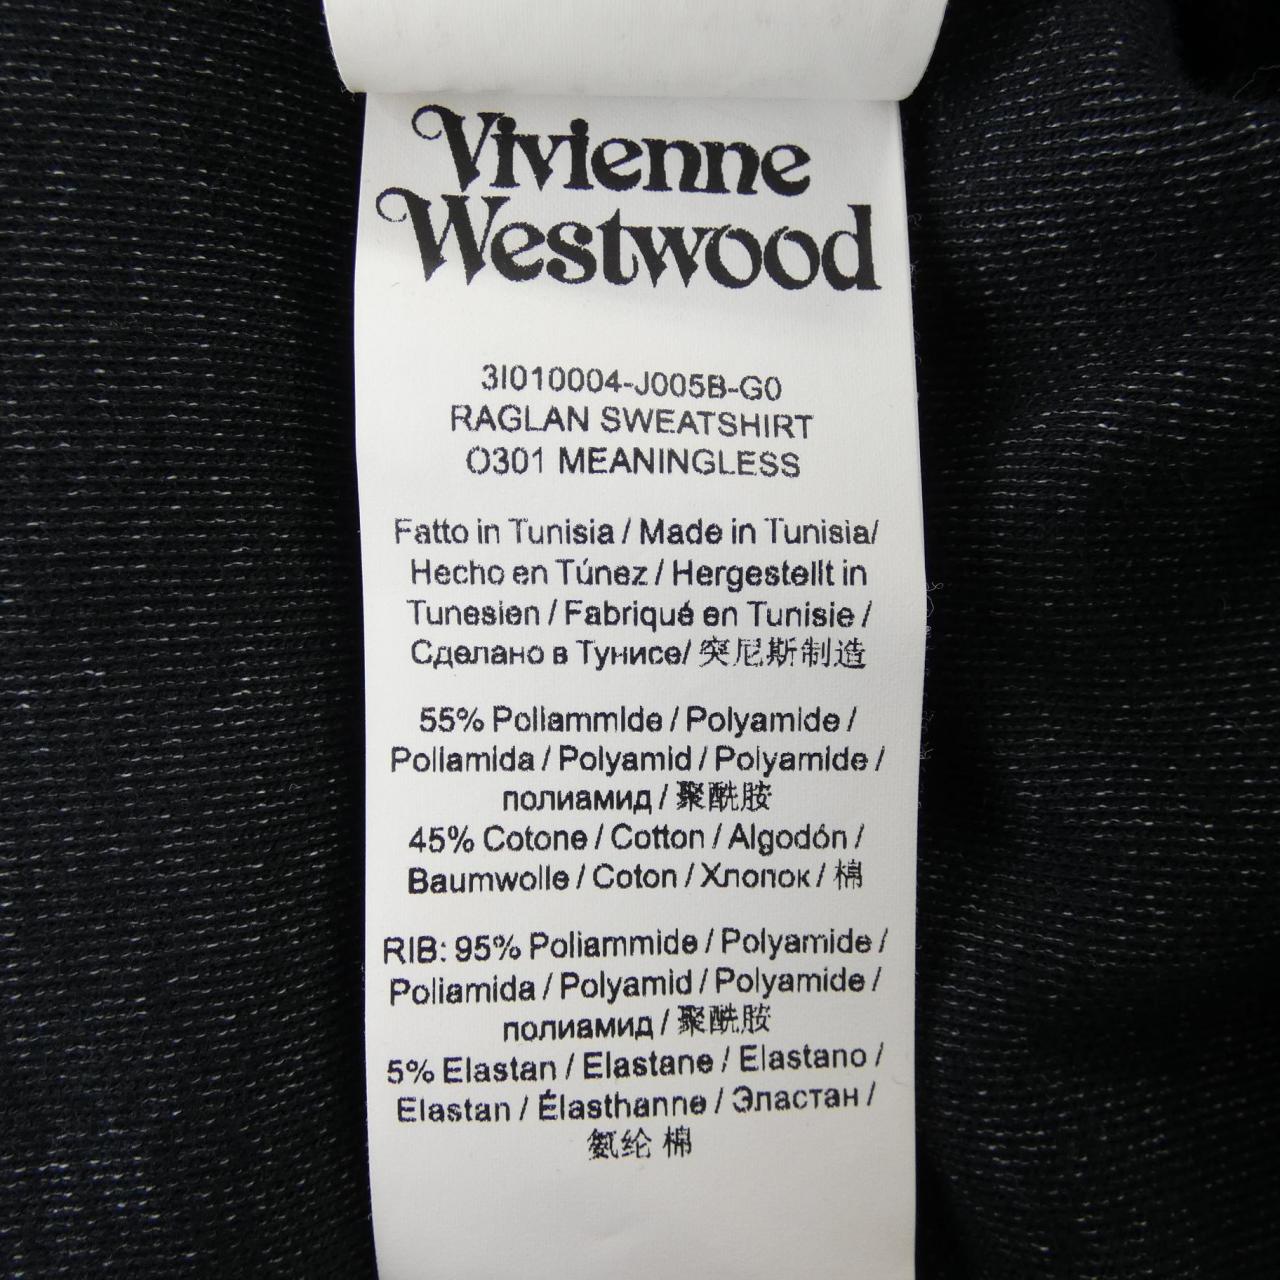 Vivienne
Westwood
3I010004-J005B-G0
RAGLAN SWEATSHIRT
O301 MEANINGLESS
Fatto in Tunisia / Made in Tunisia/
Hecho en Túnez / Hergestellt in
Tunesien / Fabriqué en Tunisie /
Сделано в Тунисе/ 突尼斯制造
55% Poliammide / Polyamide /
Poliamida / Polyamid / Polyamide /
полиамид / 聚酰胺
45% Cotone / Cotton / Algodón /
Baumwolle / Coton / Хлопок / 棉
RIB: 95% Poliammide / Polyamide /
Poliamida / Polyamid / Polyamide /
полиамид / 聚酰胺
5% Elastan / Elastane / Elastano /
Elastan / Élasthanne / Эластан /
氨纶 棉